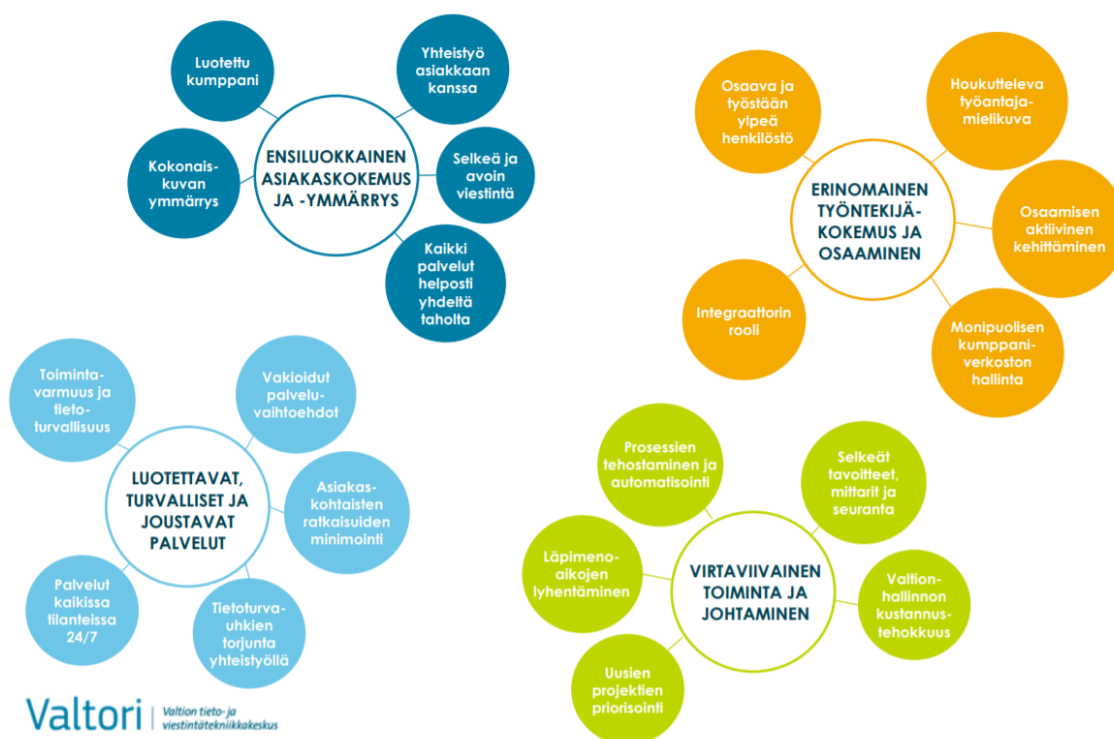 Luotettu
kumppani
Yhteistyö
asiakkaan
kanssa
Kokonais-
kuvan
ymmärrys
ENSILUOKKAINEN
ASIAKASKOKEMUS
JA -YMMÄRRYS
Selkeä ja
avoin
viestintä
Kaikki
palvelut
helposti
yhdeltä
taholta
Osaava ja
työstään
ylpeä
henkilöstö
Houkutteleva
työantaja-
mielikuva
ERINOMAINEN
TYÖNTEKIJÄ-
KOKEMUS JA
OSAAMINEN
Osaamisen
aktiivinen
kehittäminen
Integraattorin
rooli
Monipuolisen
kumppani-
verkoston
hallinta
Toiminta-
varmuus ja
tieto-
turvallisuus
Vakioidut
palvelu-
vaihtoehdot
LUOTETTAVAT,
TURVALLISET JA
JOUSTAVAT
PALVELUT
Asiakas-
kohtaisten
ratkaisuiden
minimointi
Palvelut
kaikissa
tilanteissa
24/7
Tietoturva-
uhkien
torjunta
yhteistyöllä
Prosessien
tehostaminen ja
automatisointi
Selkeät
tavoitteet,
mittarit ja
seuranta
Läpimeno-
aikojen
lyhentäminen
VIRTAVIIVAINEN
TOIMINTA JA
JOHTAMINEN
Valtion-
hallinnon
kustannus-
tehokkuus
Uusien
projektien
priorisointi
Valtori
Valtion tieto- ja
viestintätekniikkakeskus